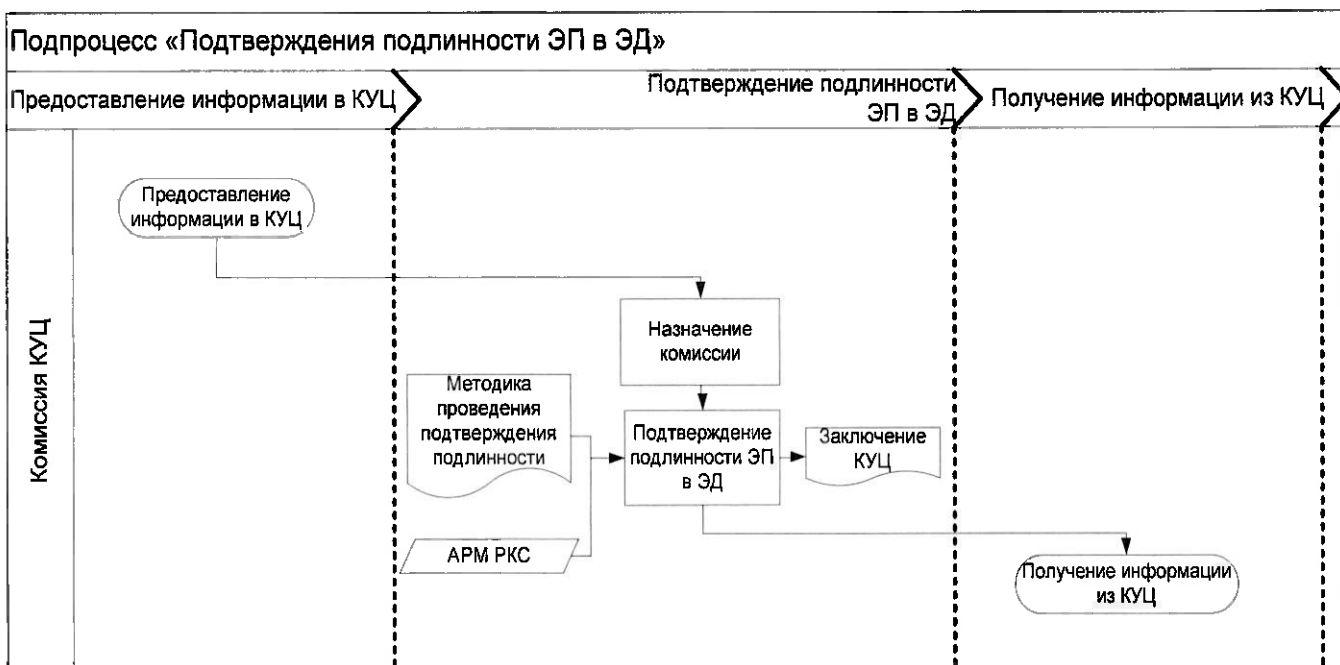 Подпроцесс «Подтверждения подлинности ЭП в ЭД»
Предоставление информации в КУЦ
Подтверждение подлинности
ЭП в ЭД
Получение информации из КУЦ
Комиссия КУЦ
Предоставление
информации в КУЦ
Назначение
комиссии
Методика
проведения
подтверждения
подлинности
Подтверждение
подлинности ЭП
в ЭД
Заключение
КУЦ
АРМ РКС
Получение информации
из КУЦ